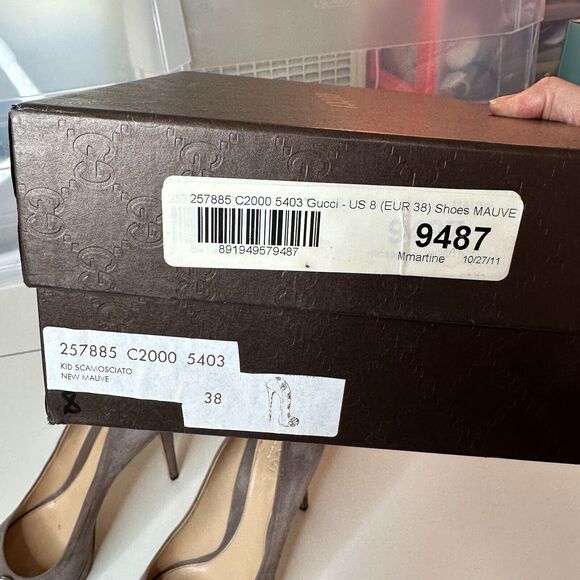 257885 C2000 5403 Gucci - US 8 (EUR 38) Shoes MAUVE
9487
891949579487
Mmartine 10/27/11
257885 C2000 5403
KID SCAMOSCIATO
NEW MAUVE
38
8